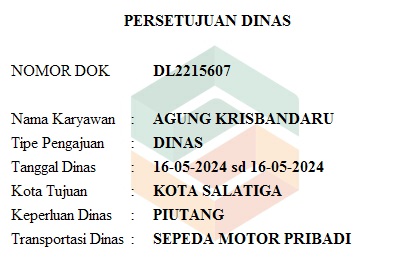 PERSETUJUAN DINAS
NOMOR DOK DL2215607
Nama Karyawan : AGUNG KRISBANDARU
Tipe Pengajuan : DINAS
Tanggal Dinas : 16-05-2024 sd 16-05-2024
Kota Tujuan : KOTA SALATIGA
Keperluan Dinas : PIUTANG
Transportasi Dinas : SEPEDA MOTOR PRIBADI